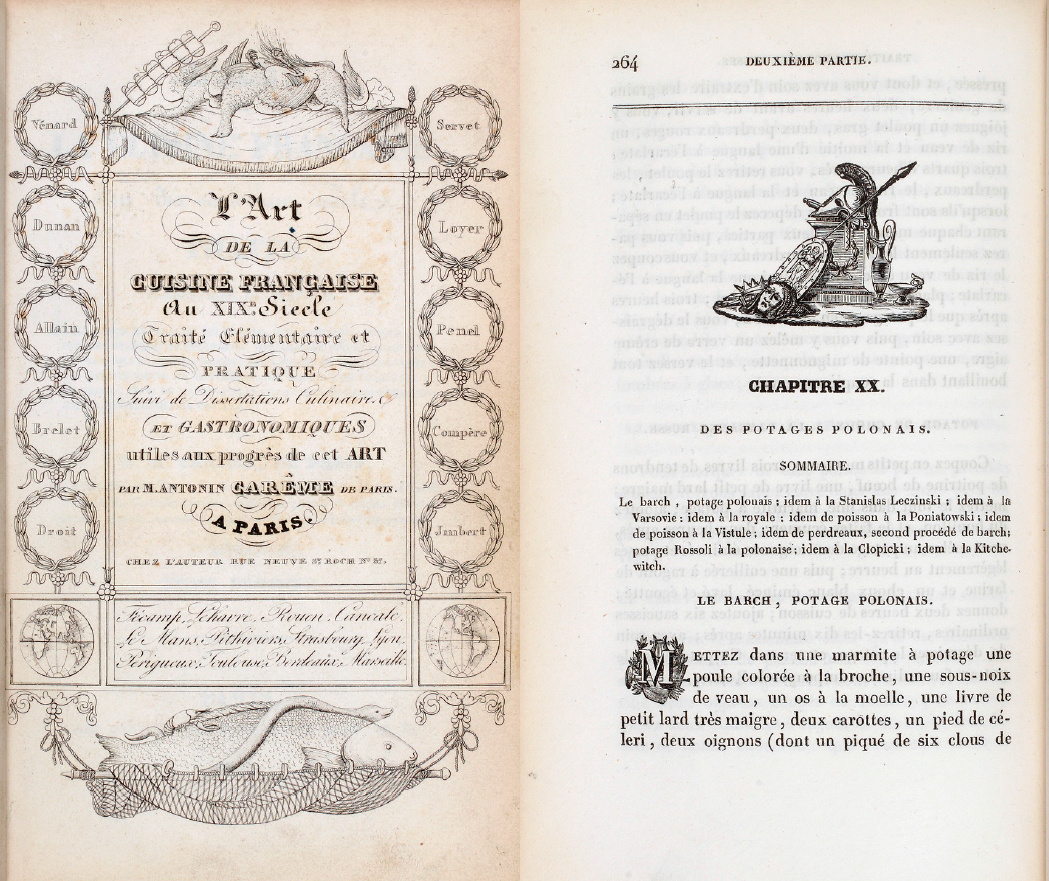 Vénard
Dunan
Allain
Brelet
Droit
L'Art
DE LA
CUISINE FRANÇAISE
Au XIXe Siècle
Traité Elémentaire et
PRATIQUE
Suivi de Dissertations Culinaires
ET GASTRONOMIQUES
utiles aux progrès de cet ART
PAR M. ANTONIN CARÊME DE PARIS.
A PARIS.
CHEZ L'AUTEUR RUE NEUVE St ROCH No
Servet
Loyer
Penel
Compère
Jmbert
Fécamp, Leharre, Rouen, Cancale,
Le Mans, Pithiviers, Strasbourg, Lyon,
Périgueux, Toulouse, Bordeaux, Marseille.
264
DEUXIÈME PARTIE.
CHAPITRE XX.
DES POTAGES POLONAIS.
SOMMAIRE.
Le barch , potage polonais ; idem à la Stanislas Leczinski ; idem à la
Varsovie ; idem à la royale ; idem de poisson à la Poniatowski ; idem
de poisson à la Vistule ; idem de perdreaux, second procédé de barch;
potage Rossoli à la polonaise ; idem à la Clopicki ; idem à la Kitche-
witch.
LE BARCH , POTAGE POLONAIS.
METTEZ dans une marmite à potage une
poule colorée à la broche, une sous-noix
de veau , un os à la moelle, une livre de
petit lard très maigre , deux carottes , un pied de cé-
leri , deux oignons (dont un piqué de six clous de